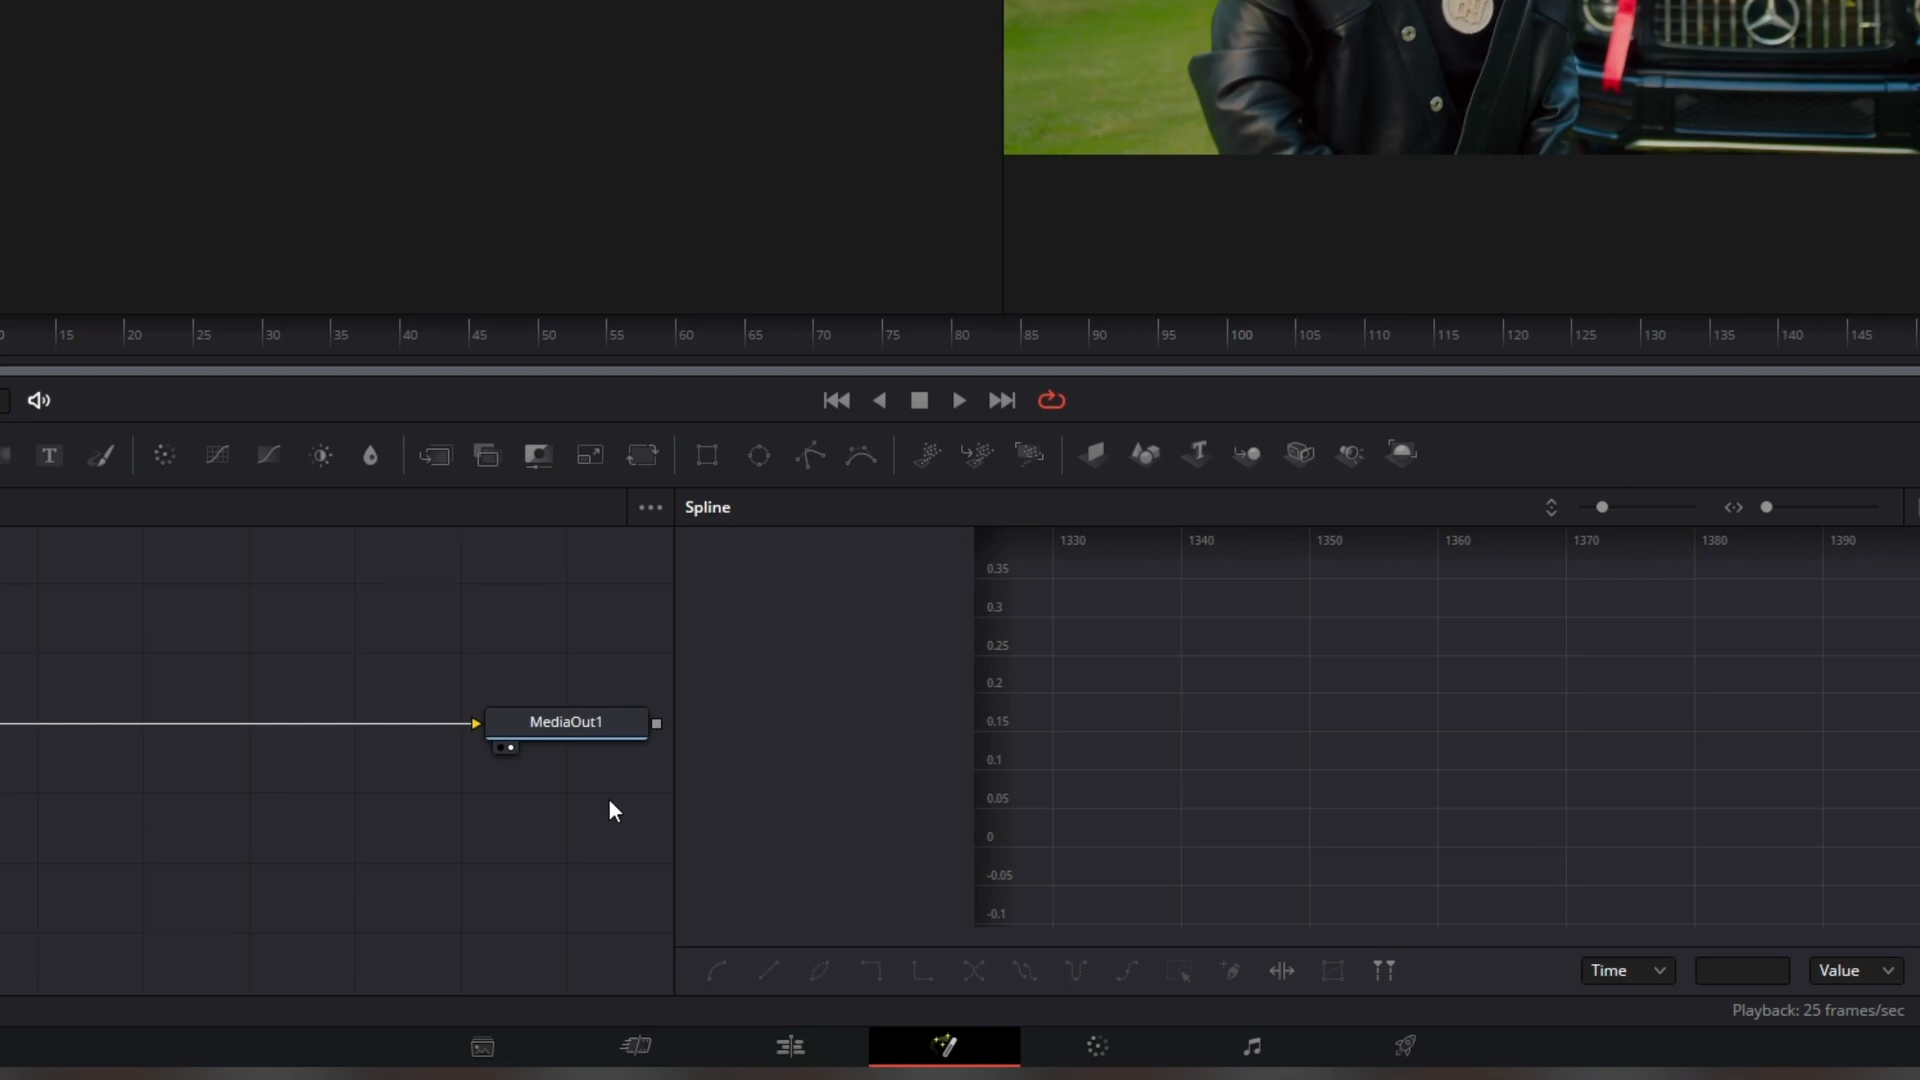 15 20 25 30 35 40 45 50 55 60 65 70 75 80 85 90 95 100 105 110 115 120 125 130 135 140 145
Spline
1330 1340 1350 1360 1370 1380 1390
0.35
0.3
0.25
0.2
0.15
0.1
0.05
0
-0.05
-0.1
MediaOut1
Time Value
Playback: 25 frames/sec